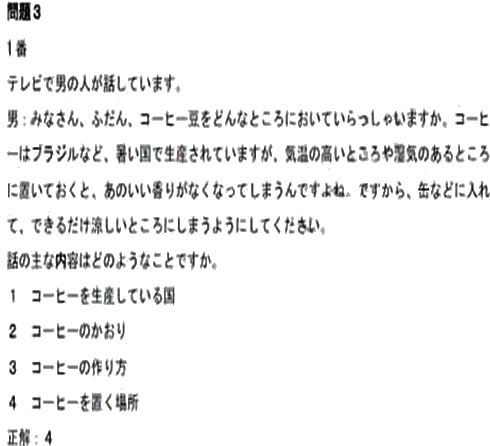 問題3
1番
テレビで男の人が話しています。
男：みなさん、ふだん、コーヒー豆をどんなところにおいていらっしゃいますか。コーヒ
ーはブラジルなど、暑い国で生産されていますが、気温の高いところや湿気のあるところ
に置いておくと、あのいい香りがなくなってしまうんですよね。ですから、缶などに入れ
て、できるだけ涼しいところにしまうようにしてください。
話の主な内容はどのようなことですか。
1 コーヒーを生産している国
2 コーヒーのかおり
3 コーヒーの作り方
4 コーヒーを置く場所
正解：4